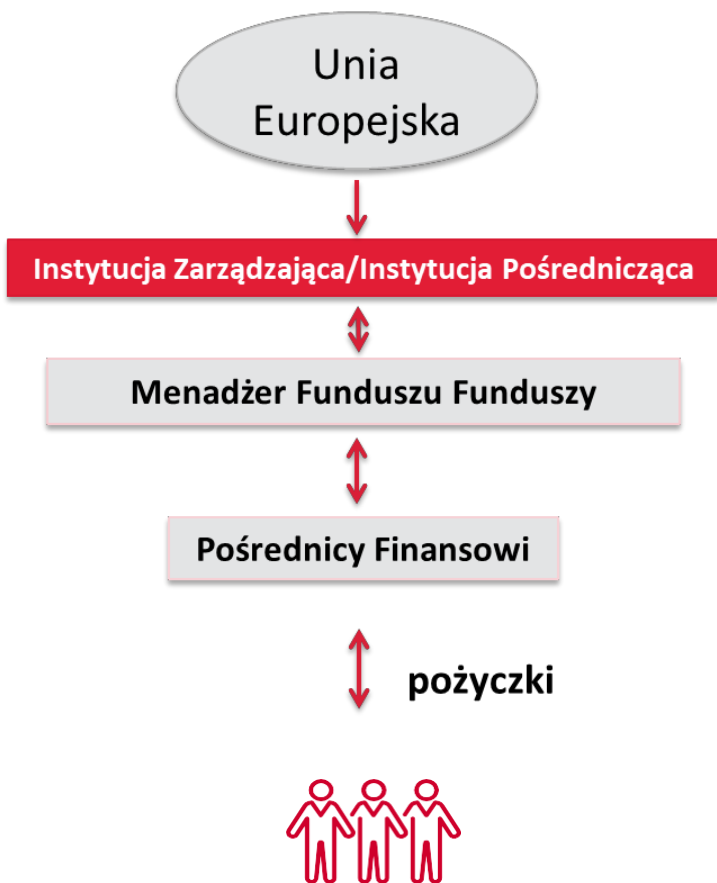 Unia
Europejska
Instytucja Zarządzająca/Instytucja Pośrednicząca
Menadżer Funduszu Funduszy
Pośrednicy Finansowi
pożyczki